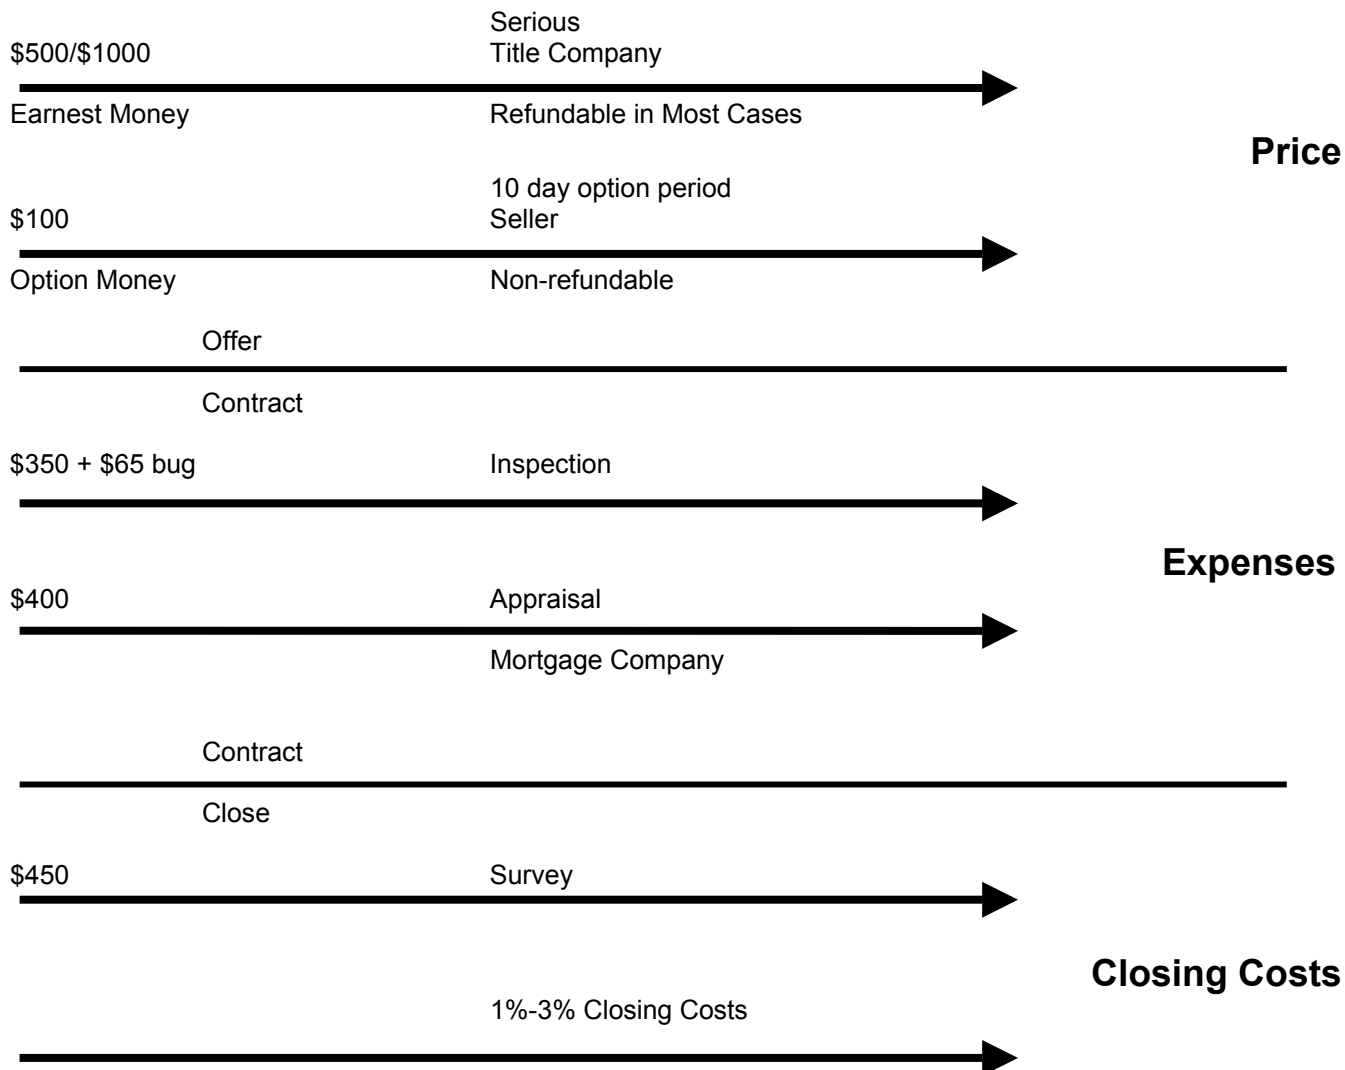 Serious
$500/$1000
Title Company
Earnest Money
Refundable in Most Cases
Price
10 day option period
$100
Seller
Option Money
Non-refundable
Offer
Contract
$350 + $65 bug
Inspection
Expenses
$400
Appraisal
Mortgage Company
Contract
Close
$450
Survey
Closing Costs
1%-3% Closing Costs